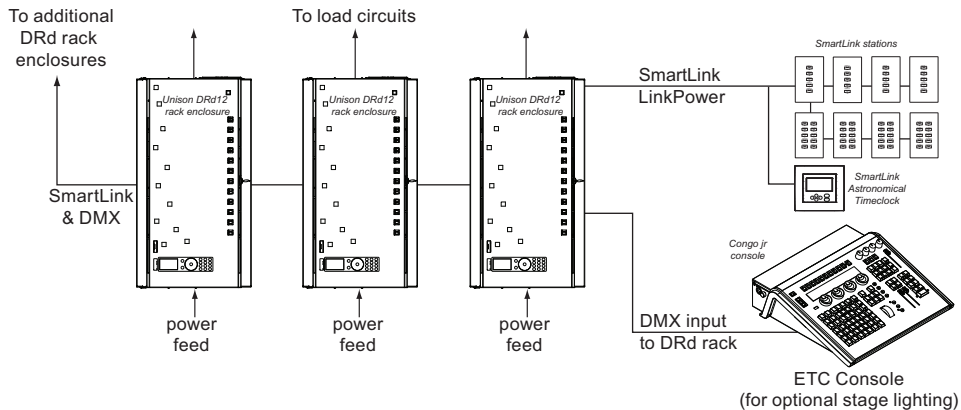 To additional
DRd rack
enclosures
To load circuits
Unison DRd12
rack enclosure
Unison DRd12
rack enclosure
Unison DRd12
rack enclosure
SmartLink
LinkPower
SmartLink stations
SmartLink
Astronomical
Timeclock
SmartLink
& DMX
power
feed
power
feed
power
feed
DMX input
to DRd rack
Congo jr
console
ETC Console
(for optional stage lighting)